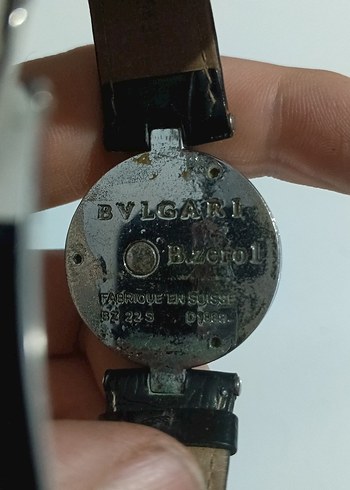 BVLGARI
B.zero1
FABRIQUE EN SUISSE
BZ 22 S